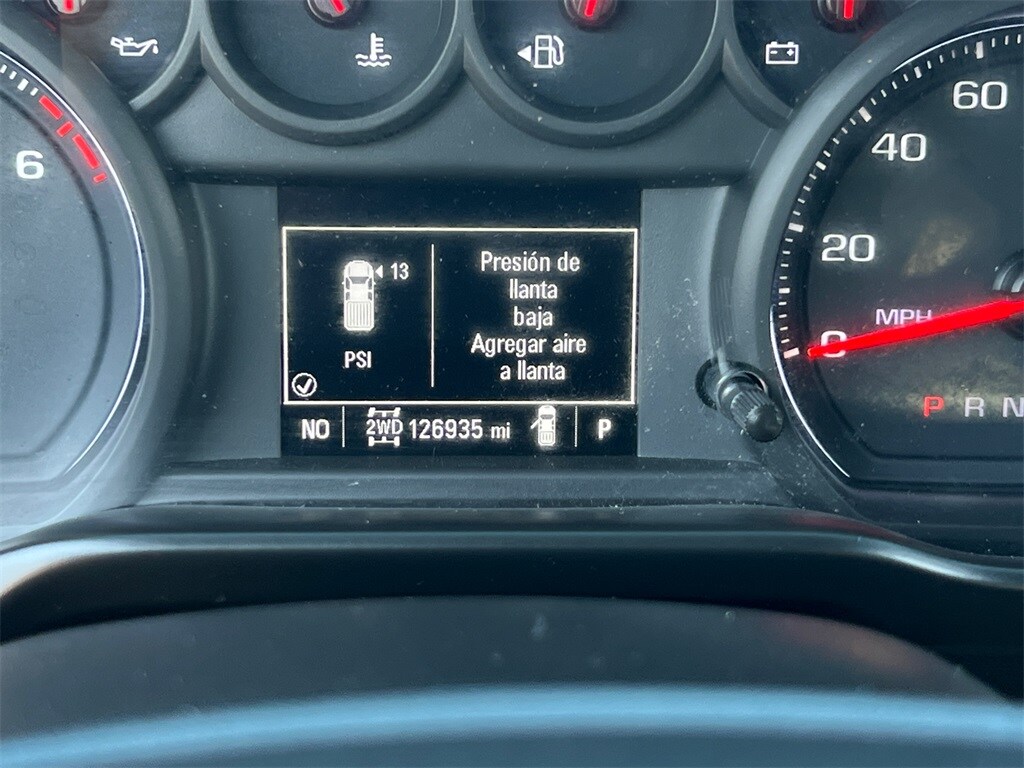 6
60
40
20
MPH
0
P R N
13
PSI
Presión de
llanta
baja
Agregar aire
a llanta
NO 2WD 126935 mi P